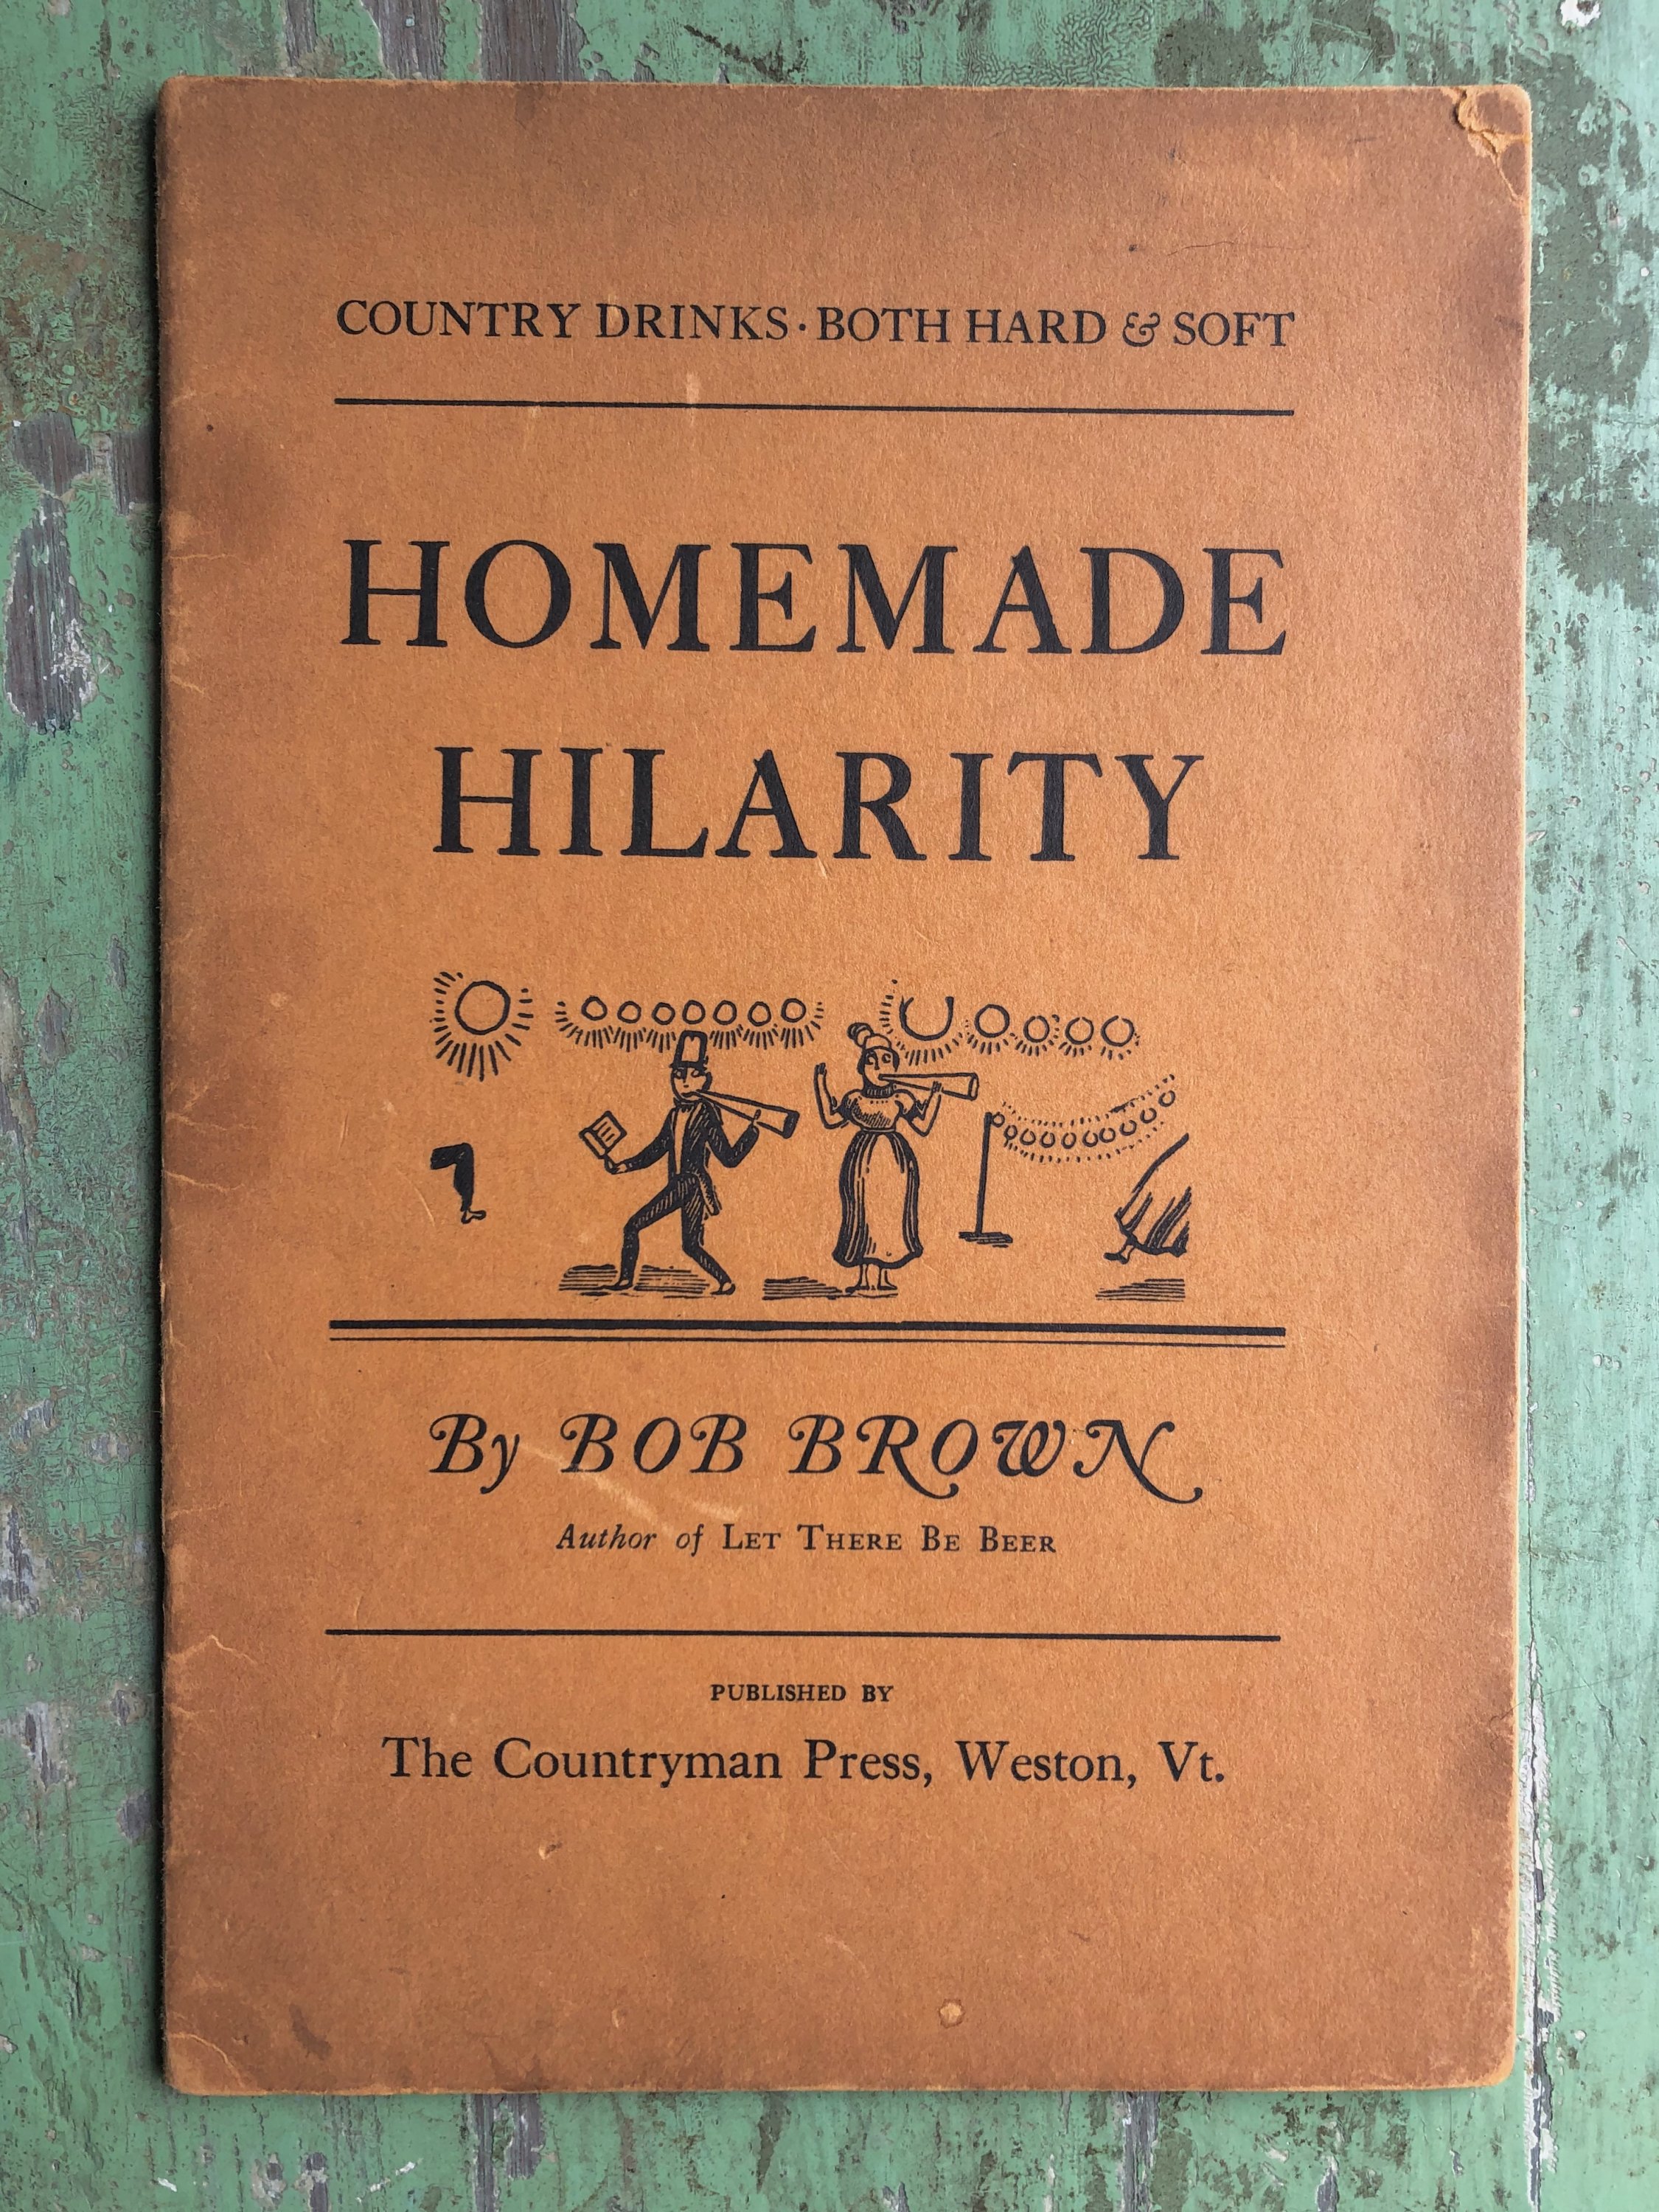 COUNTRY DRINKS · BOTH HARD & SOFT
HOMEMADE
HILARITY
By BOB BROWN
Author of LET THERE BE BEER
PUBLISHED BY
The Countryman Press, Weston, Vt.